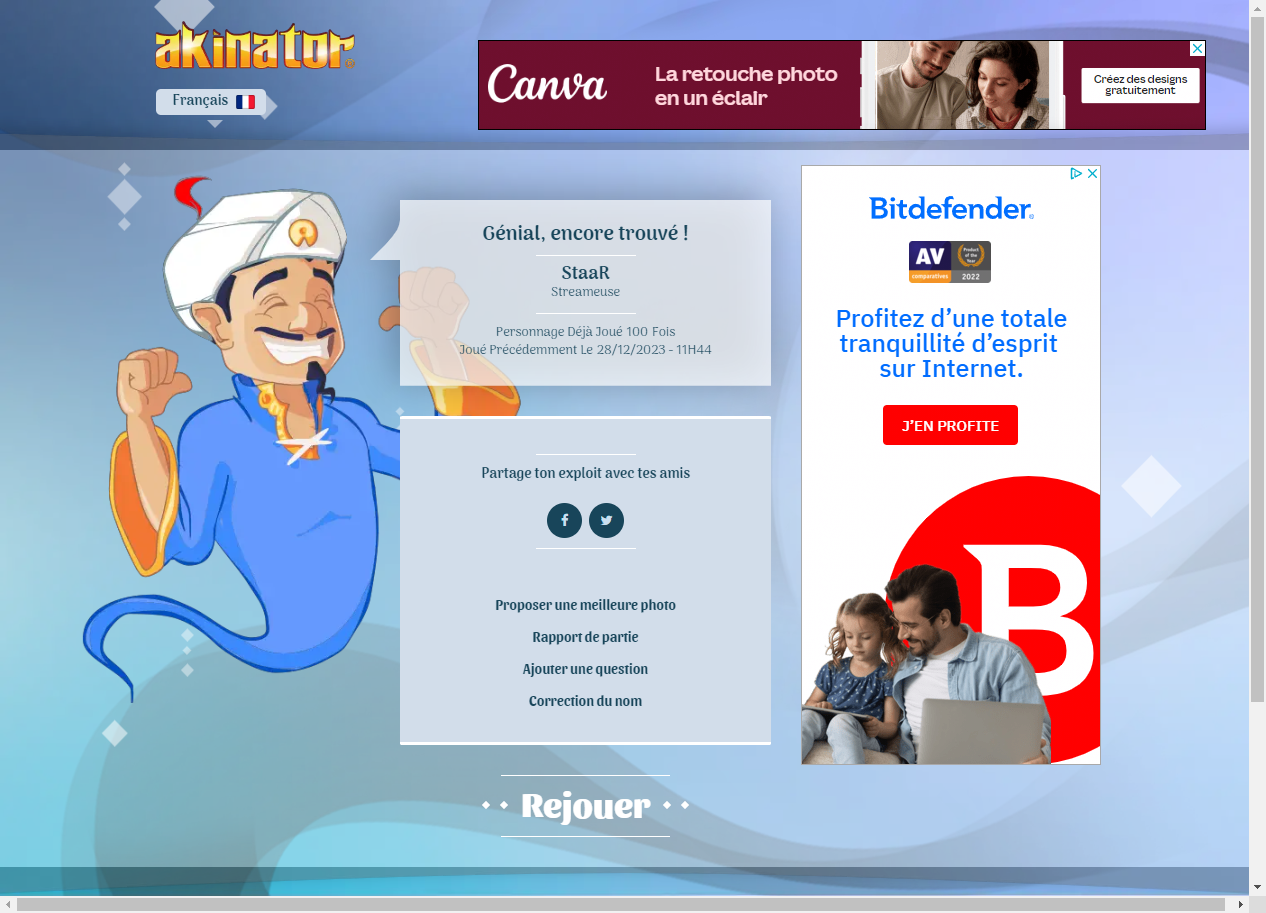 akinator
Français
Canva
La retouche photo
en un éclair
Créez des designs
gratuitement
Génial, encore trouvé !
StaaR
Streameuse
Personnage Déjà Joué 100 Fois
Joué Précédemment Le 28/12/2023 - 11H44
Partage ton exploit avec tes amis
Proposer une meilleure photo
Rapport de partie
Ajouter une question
Correction du nom
Rejouer
Bitdefender
AV
comparatives
Product
of the
Year
2022
Profitez d’une totale
tranquillité d’esprit
sur Internet.
J’EN PROFITE
B